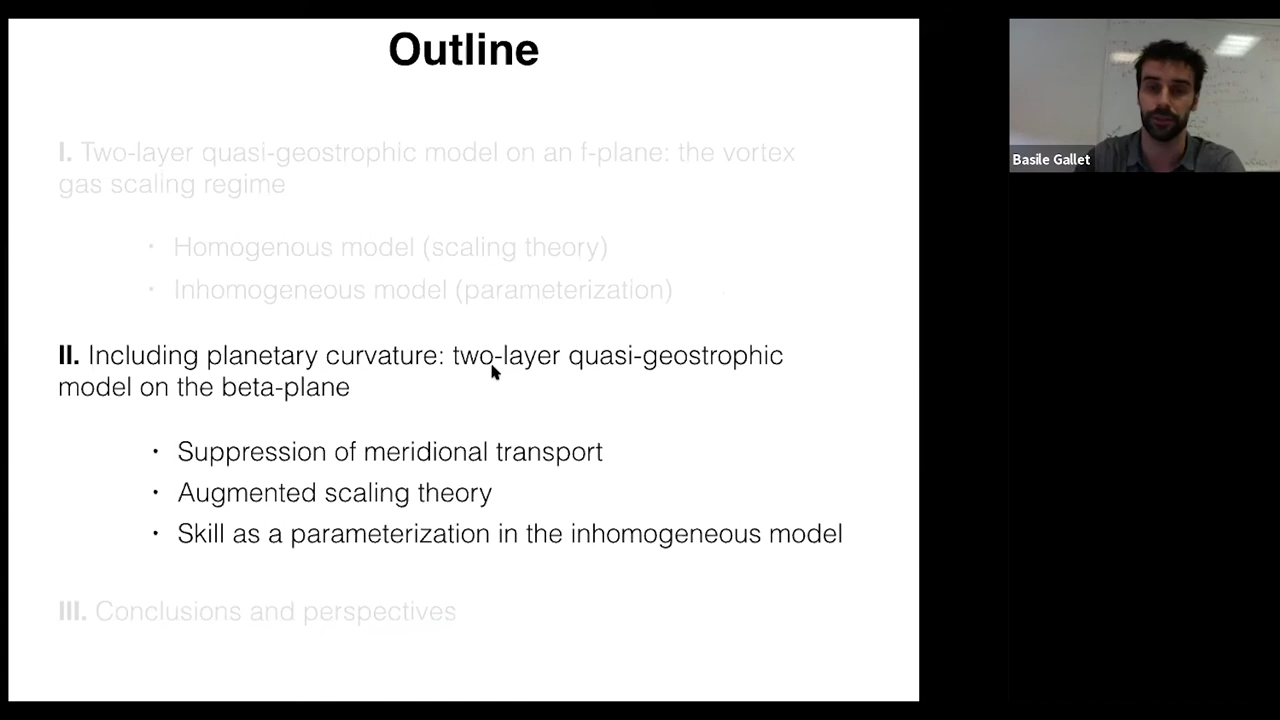 Outline
I. Two-layer quasi-geostrophic model on an f-plane: the vortex
gas scaling regime
· Homogenous model (scaling theory)
· Inhomogeneous model (parameterization)
II. Including planetary curvature: two-layer quasi-geostrophic
model on the beta-plane
· Suppression of meridional transport
· Augmented scaling theory
· Skill as a parameterization in the inhomogeneous model
III. Conclusions and perspectives
Basile Gallet